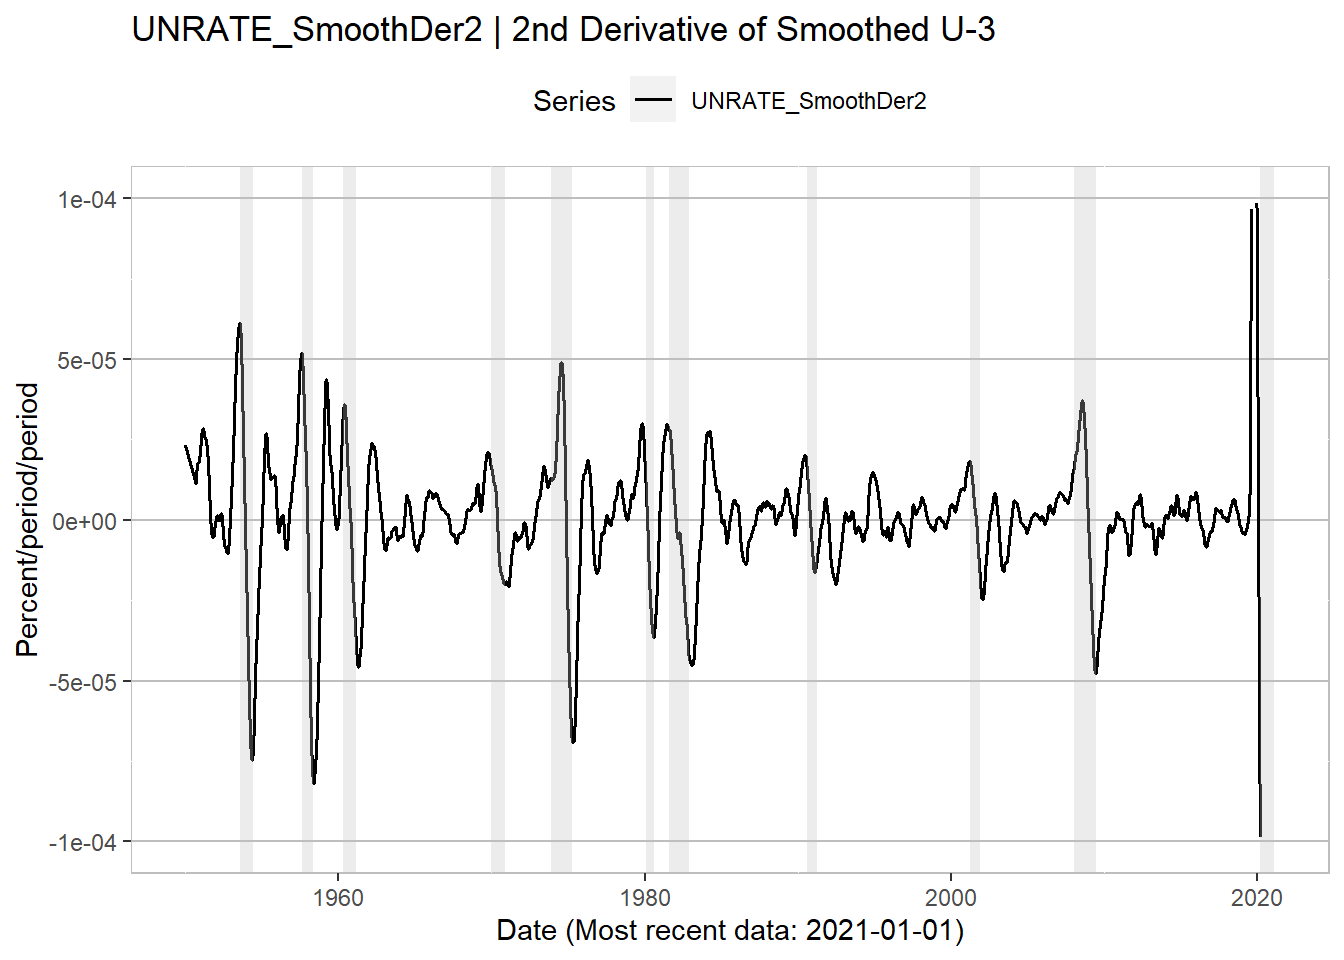 UNRATE_SmoothDer2 | 2nd Derivative of Smoothed U-3
Series UNRATE_SmoothDer2
Percent/period/period
1e-04
5e-05
0e+00
-5e-05
-1e-04
1960 1980 2000 2020
Date (Most recent data: 2021-01-01)